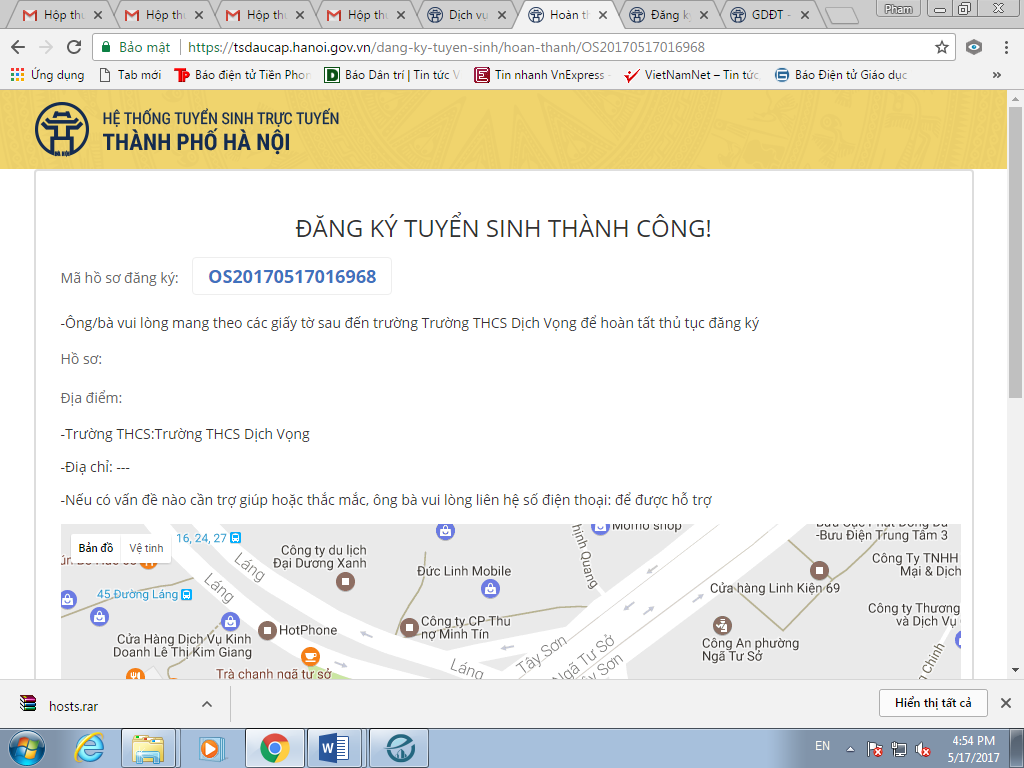 Hộp thư
Hộp thư
Hộp thư
Hộp thư
Dịch vụ
Hoàn t
Đăng k
GDĐT -
Pham
Bảo mật
https://tsdaucap.hanoi.gov.vn/dang-ky-tuyen-sinh/hoan-thanh/OS20170517016968
Ứng dụng
Tab mới
Báo điện tử Tiền Phon
Báo Dân trí | Tin tức V
Tin nhanh VnExpress -
VietNamNet – Tin tức
Báo Điện tử Giáo dục
HỆ THỐNG TUYỂN SINH TRỰC TUYẾN
THÀNH PHỐ HÀ NỘI
HÀ NỘI
ĐĂNG KÝ TUYỂN SINH THÀNH CÔNG!
Mã hồ sơ đăng ký: OS20170517016968
-Ông/bà vui lòng mang theo các giấy tờ sau đến trường Trường THCS Dịch Vọng để hoàn tất thủ tục đăng ký
Hồ sơ:
Địa điểm:
-Trường THCS:Trường THCS Dịch Vọng
-Địạ chỉ: ---
-Nếu có vấn đề nào cần trợ giúp hoặc thắc mắc, ông bà vui lòng liên hệ số điện thoại: để được hỗ trợ
Bản đồ
Vệ tinh
16, 24, 27
Láng
Láng
45 Đường Láng
Công ty du lịch
Đại Dương Xanh
Đức Linh Mobile
Momo shop
hịnh Quang
-Bưu Điện Trung Tâm 3
Công Ty TNHH
Mại & Dịch
Cửa hàng Linh Kiện 69
Công ty Thương
và Dịch Vụ
Cửa Hàng Dịch Vụ Kinh
Doanh Lê Thị Kim Giang
HotPhone
Công ty CP Thu
nợ Minh Tín
Công An phường
Ngã Tư Sở
Trà chanh ngã tư sở
Láng
Tây Sơn
Ngã Tư Sở
Sơn
Chinh
hosts.rar
Hiển thị tất cả
EN
4:54 PM
5/17/2017